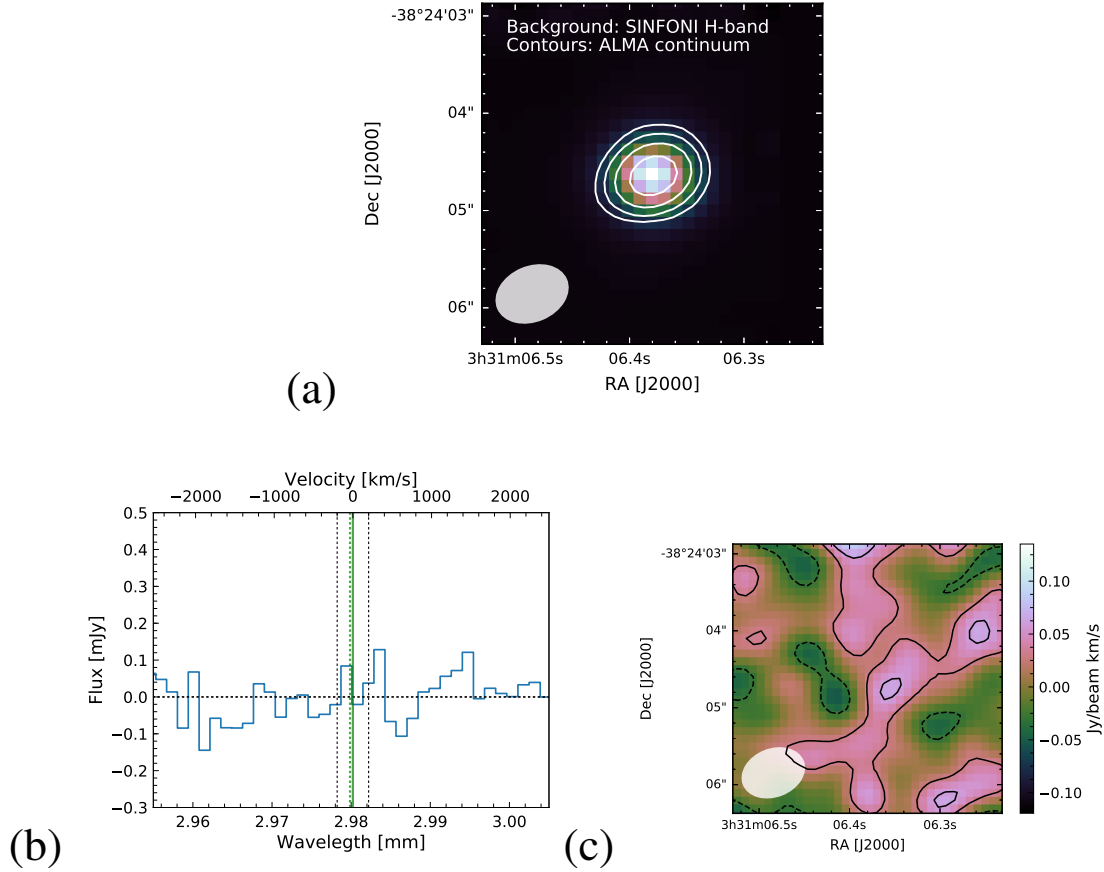 -38°24'03"
Background: SINFONI H-band
Contours: ALMA continuum
04"
Dec [J2000]
05"
06"
3h31m06.5s 06.4s 06.3s
RA [J2000]
(a)
Velocity [km/s]
−2000 −1000 0 1000 2000
0.5
0.4
0.3
0.2
0.1
0.0
−0.1
−0.2
−0.3
Flux [mJy]
2.96 2.97 2.98 2.99 3.00
Wavelegth [mm]
(b)
-38°24'03"
04"
05"
06"
Dec [J2000]
3h31m06.5s 06.4s 06.3s
RA [J2000]
0.10
0.05
0.00
−0.05
−0.10
Jy/beam km/s
(c)